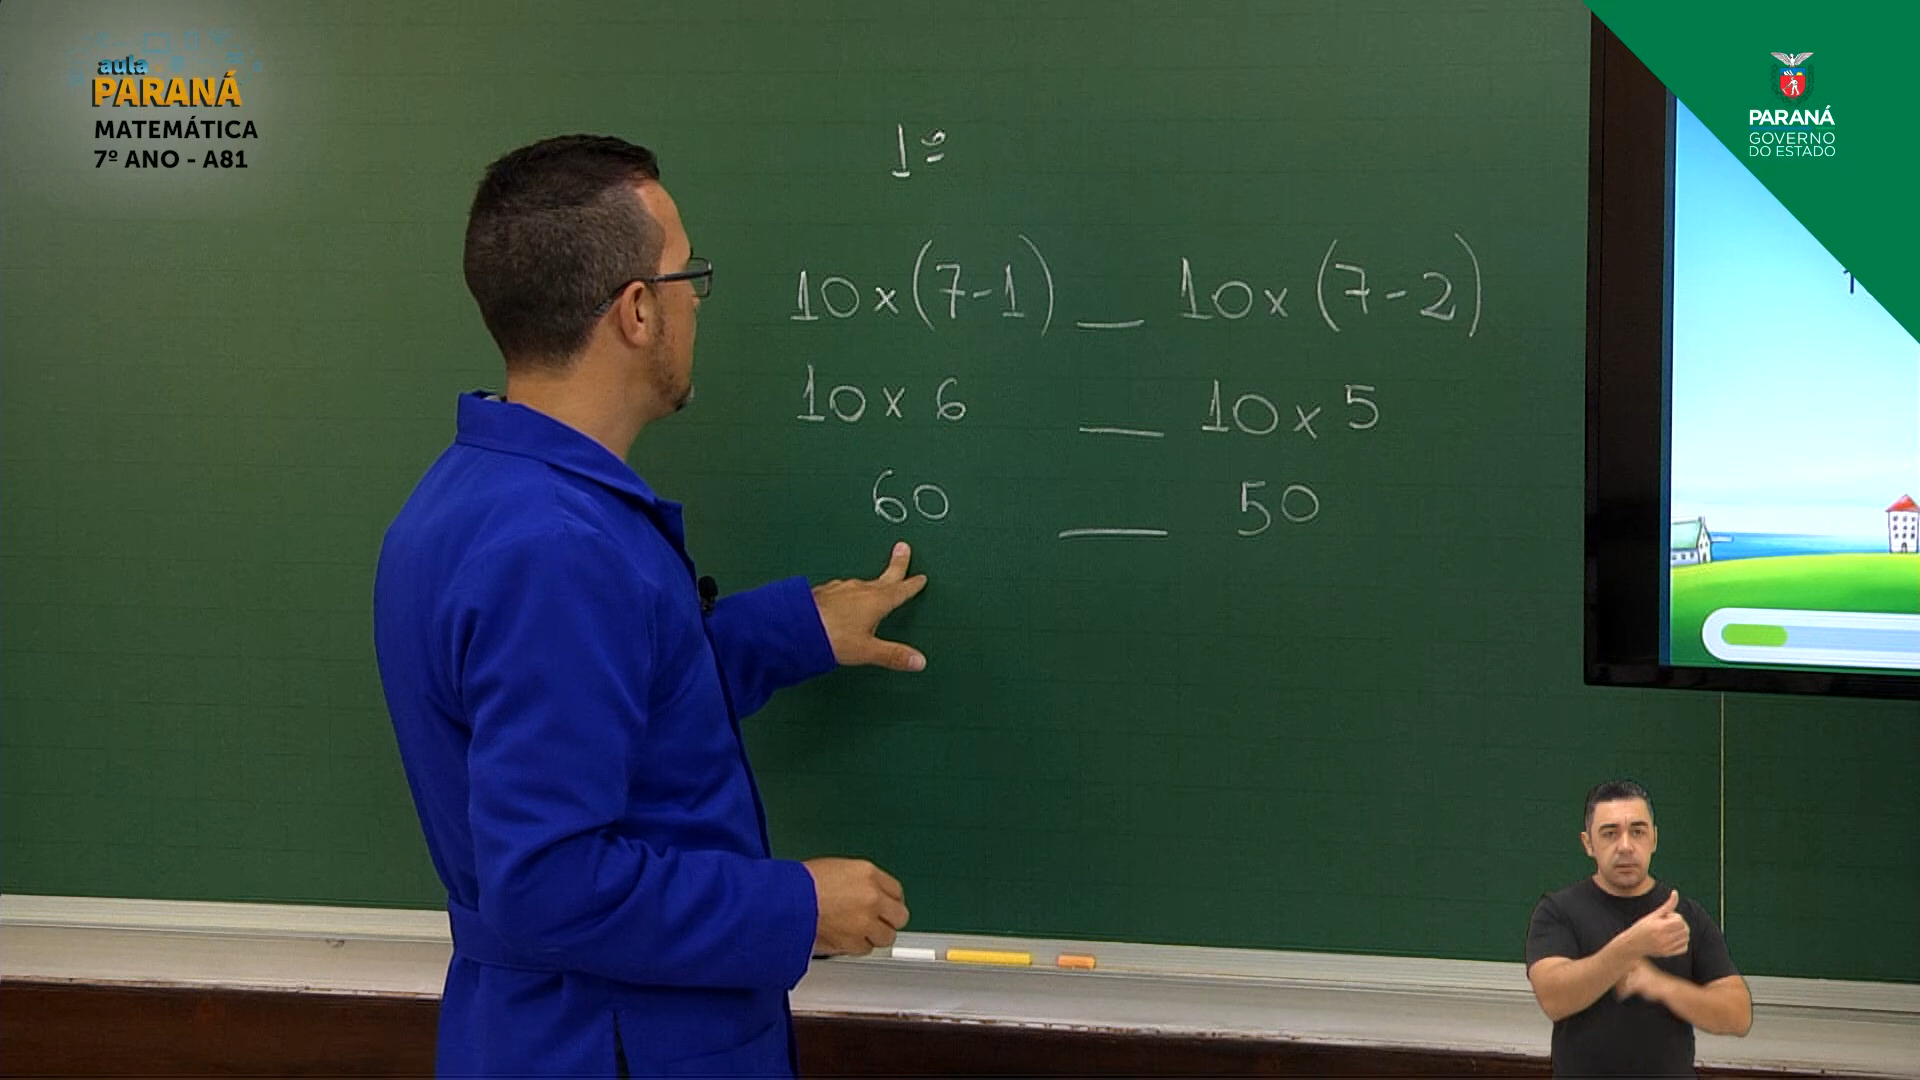 aula
PARANÁ
MATEMÁTICA
7º ANO - A81
PARANÁ
GOVERNO
DO ESTADO
1º
10 x (7-1) __ 10 x (7-2)
10 x 6 __ 10 x 5
60 __ 50